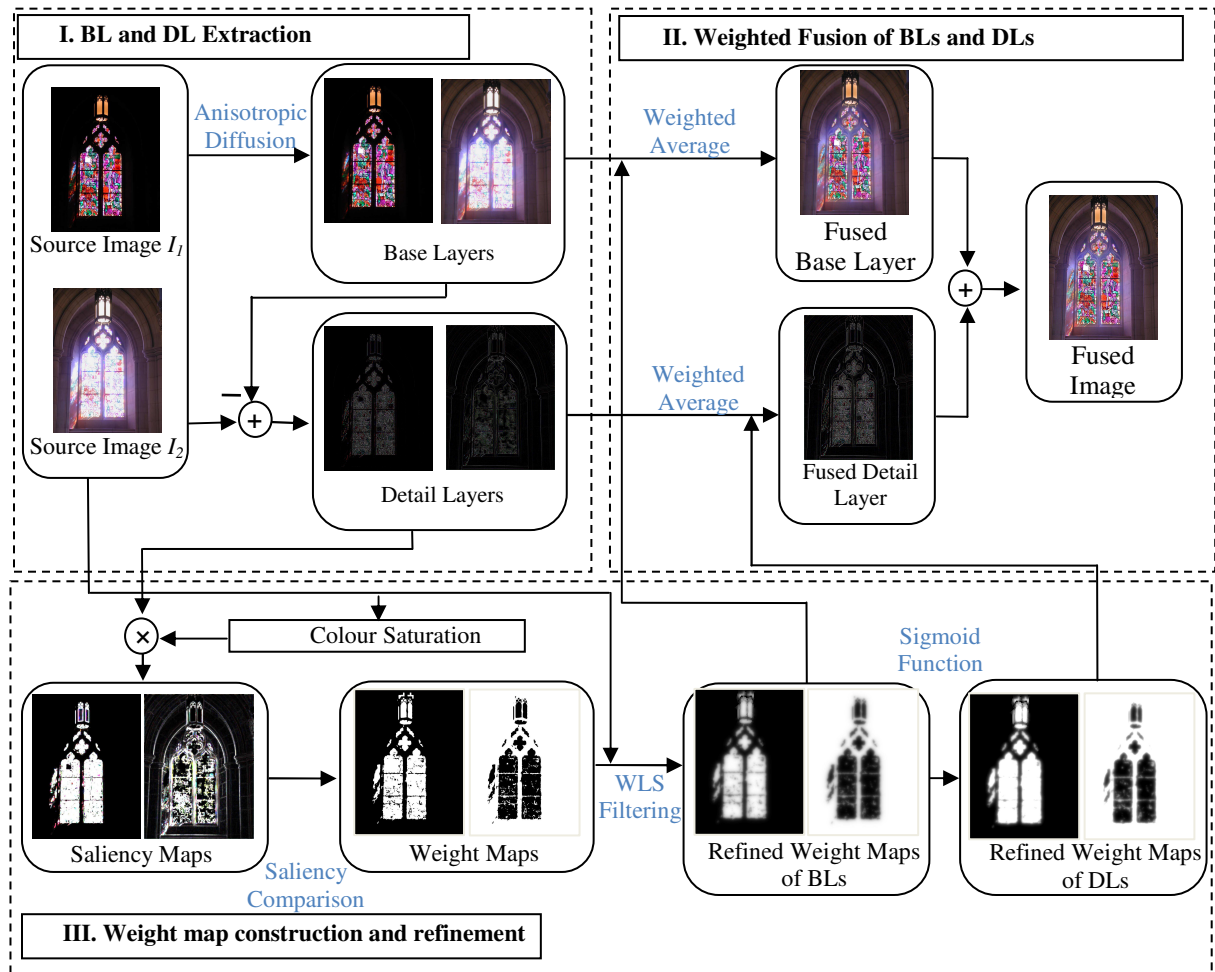 I. BL and DL Extraction
Source Image I1
Source Image I2
Anisotropic
Diffusion
Base Layers
−
+
Detail Layers
II. Weighted Fusion of BLs and DLs
Weighted
Average
Fused
Base Layer
Weighted
Average
Fused Detail
Layer
+
Fused
Image
×
Colour Saturation
Saliency Maps
Saliency
Comparison
Weight Maps
WLS
Filtering
Refined Weight Maps
of BLs
Sigmoid
Function
Refined Weight Maps
of DLs
III. Weight map construction and refinement